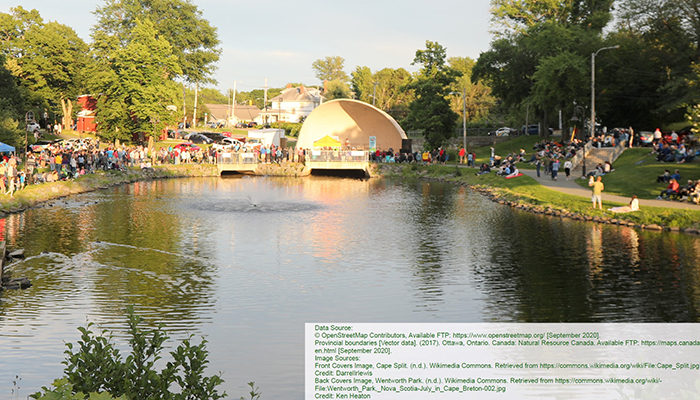 Data Source:
© OpenStreetMap Contributors, Available FTP: https://www.openstreetmap.org/ [September 2020].
Provincial boundaries [Vector data]. (2017). Ottawa, Ontario. Canada: Natural Resource Canada. Available FTP: https://maps.canada
en.html [September 2020].
Image Sources:
Front Covers Image, Cape Split. (n.d.). Wikimedia Commons. Retrieved from https://commons.wikimedia.org/wiki/File:Cape_Split.jpg
Credit: Darrellrlewis
Back Covers Image, Wentworth Park. (n.d.). Wikimedia Commons. Retrieved from https://commons.wikimedia.org/wiki/-
File:Wentworth_Park,_Nova_Scotia-July_in_Cape_Breton-002.jpg
Credit: Ken Heaton